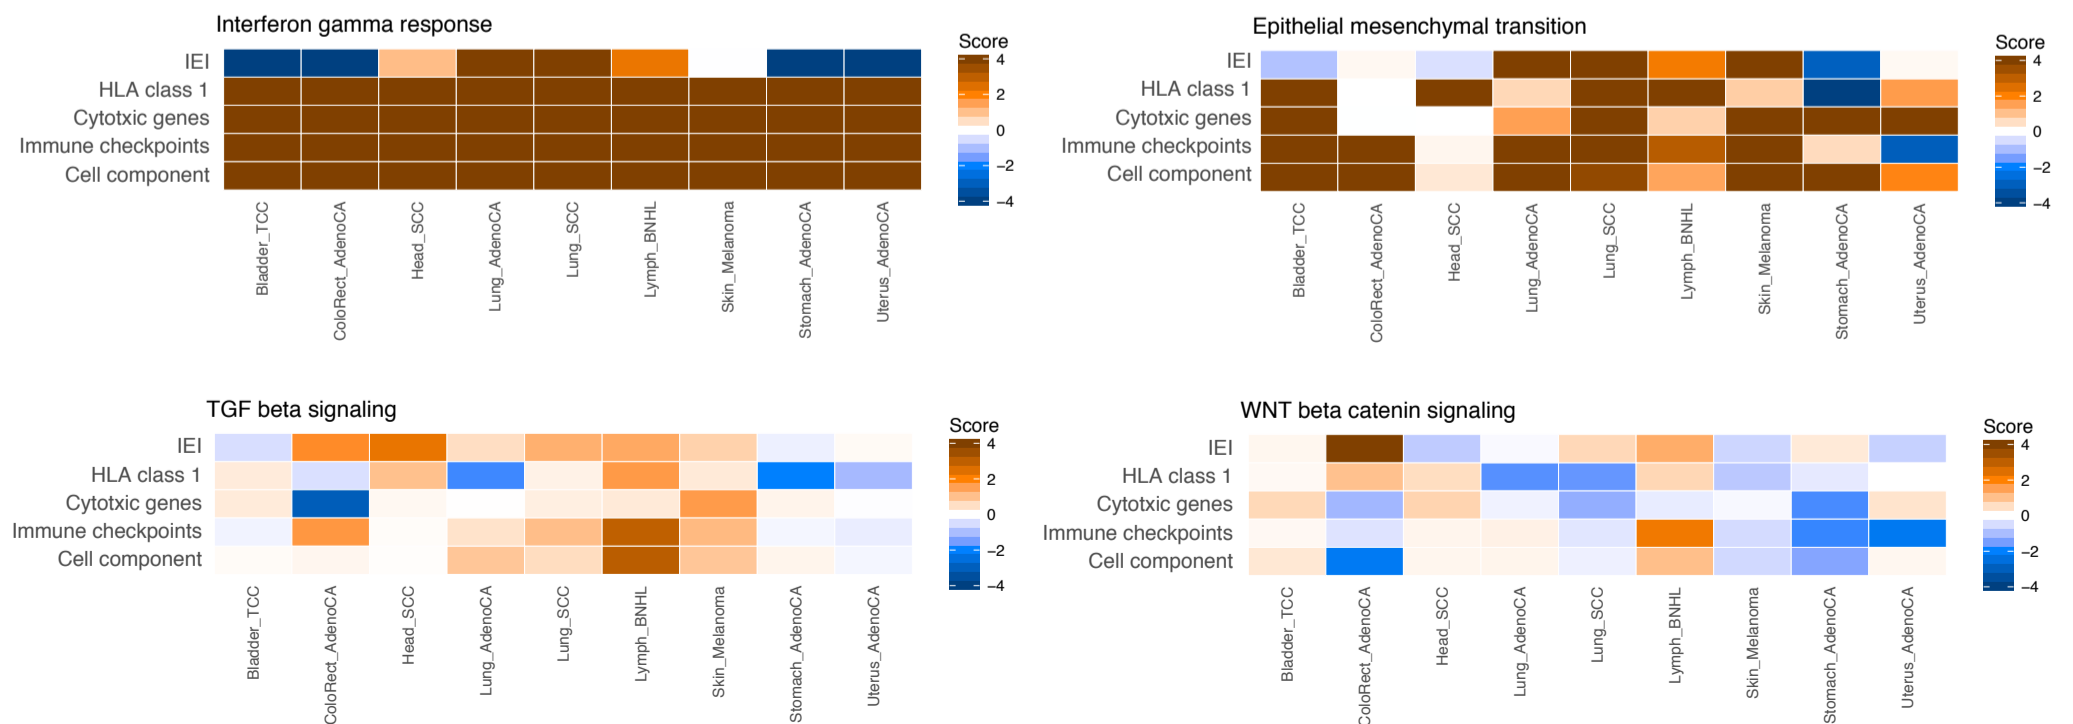 Interferon gamma response
Score
IEI
HLA class 1
Cytotxic genes
Immune checkpoints
Cell component
4
2
0
−2
−4
Bladder_TCC
ColoRect_AdenoCA
Head_SCC
Lung_AdenoCA
Lung_SCC
Lymph_BNHL
Skin_Melanoma
Stomach_AdenoCA
Uterus_AdenoCA
Epithelial mesenchymal transition
Score
IEI
HLA class 1
Cytotxic genes
Immune checkpoints
Cell component
4
2
0
−2
−4
Bladder_TCC
ColoRect_AdenoCA
Head_SCC
Lung_AdenoCA
Lung_SCC
Lymph_BNHL
Skin_Melanoma
Stomach_AdenoCA
Uterus_AdenoCA
TGF beta signaling
Score
IEI
HLA class 1
Cytotxic genes
Immune checkpoints
Cell component
4
2
0
−2
−4
Bladder_TCC
ColoRect_AdenoCA
Head_SCC
Lung_AdenoCA
Lung_SCC
Lymph_BNHL
Skin_Melanoma
Stomach_AdenoCA
Uterus_AdenoCA
WNT beta catenin signaling
Score
IEI
HLA class 1
Cytotxic genes
Immune checkpoints
Cell component
4
2
0
−2
−4
Bladder_TCC
ColoRect_AdenoCA
Head_SCC
Lung_AdenoCA
Lung_SCC
Lymph_BNHL
Skin_Melanoma
Stomach_AdenoCA
Uterus_AdenoCA